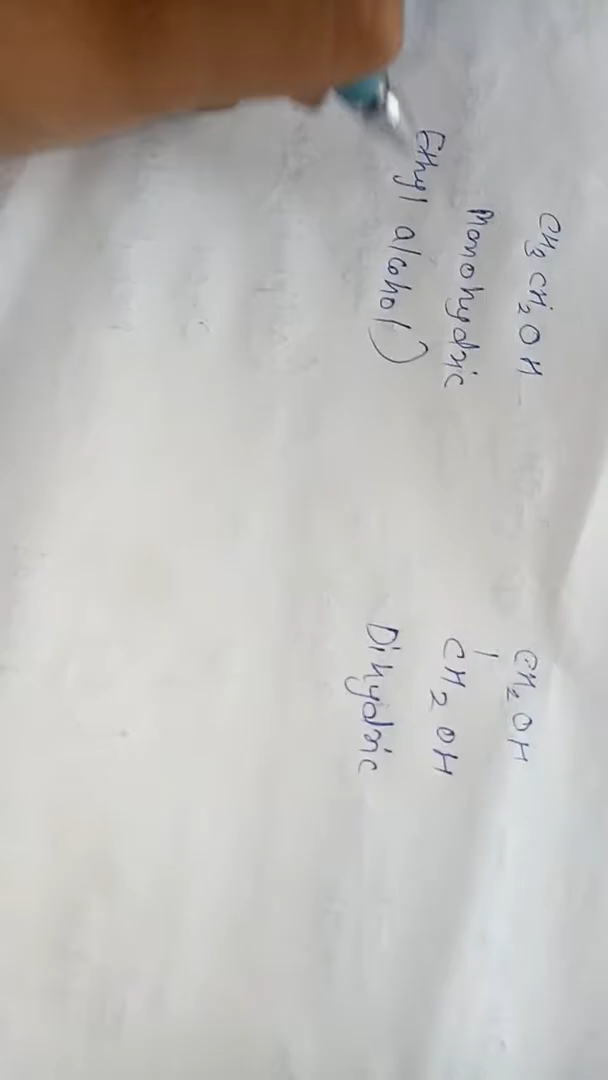 CH3 CH2 OH
Monohydric
Ethyl alcohol)
CH2 OH
|
CH2 OH
Dihydric